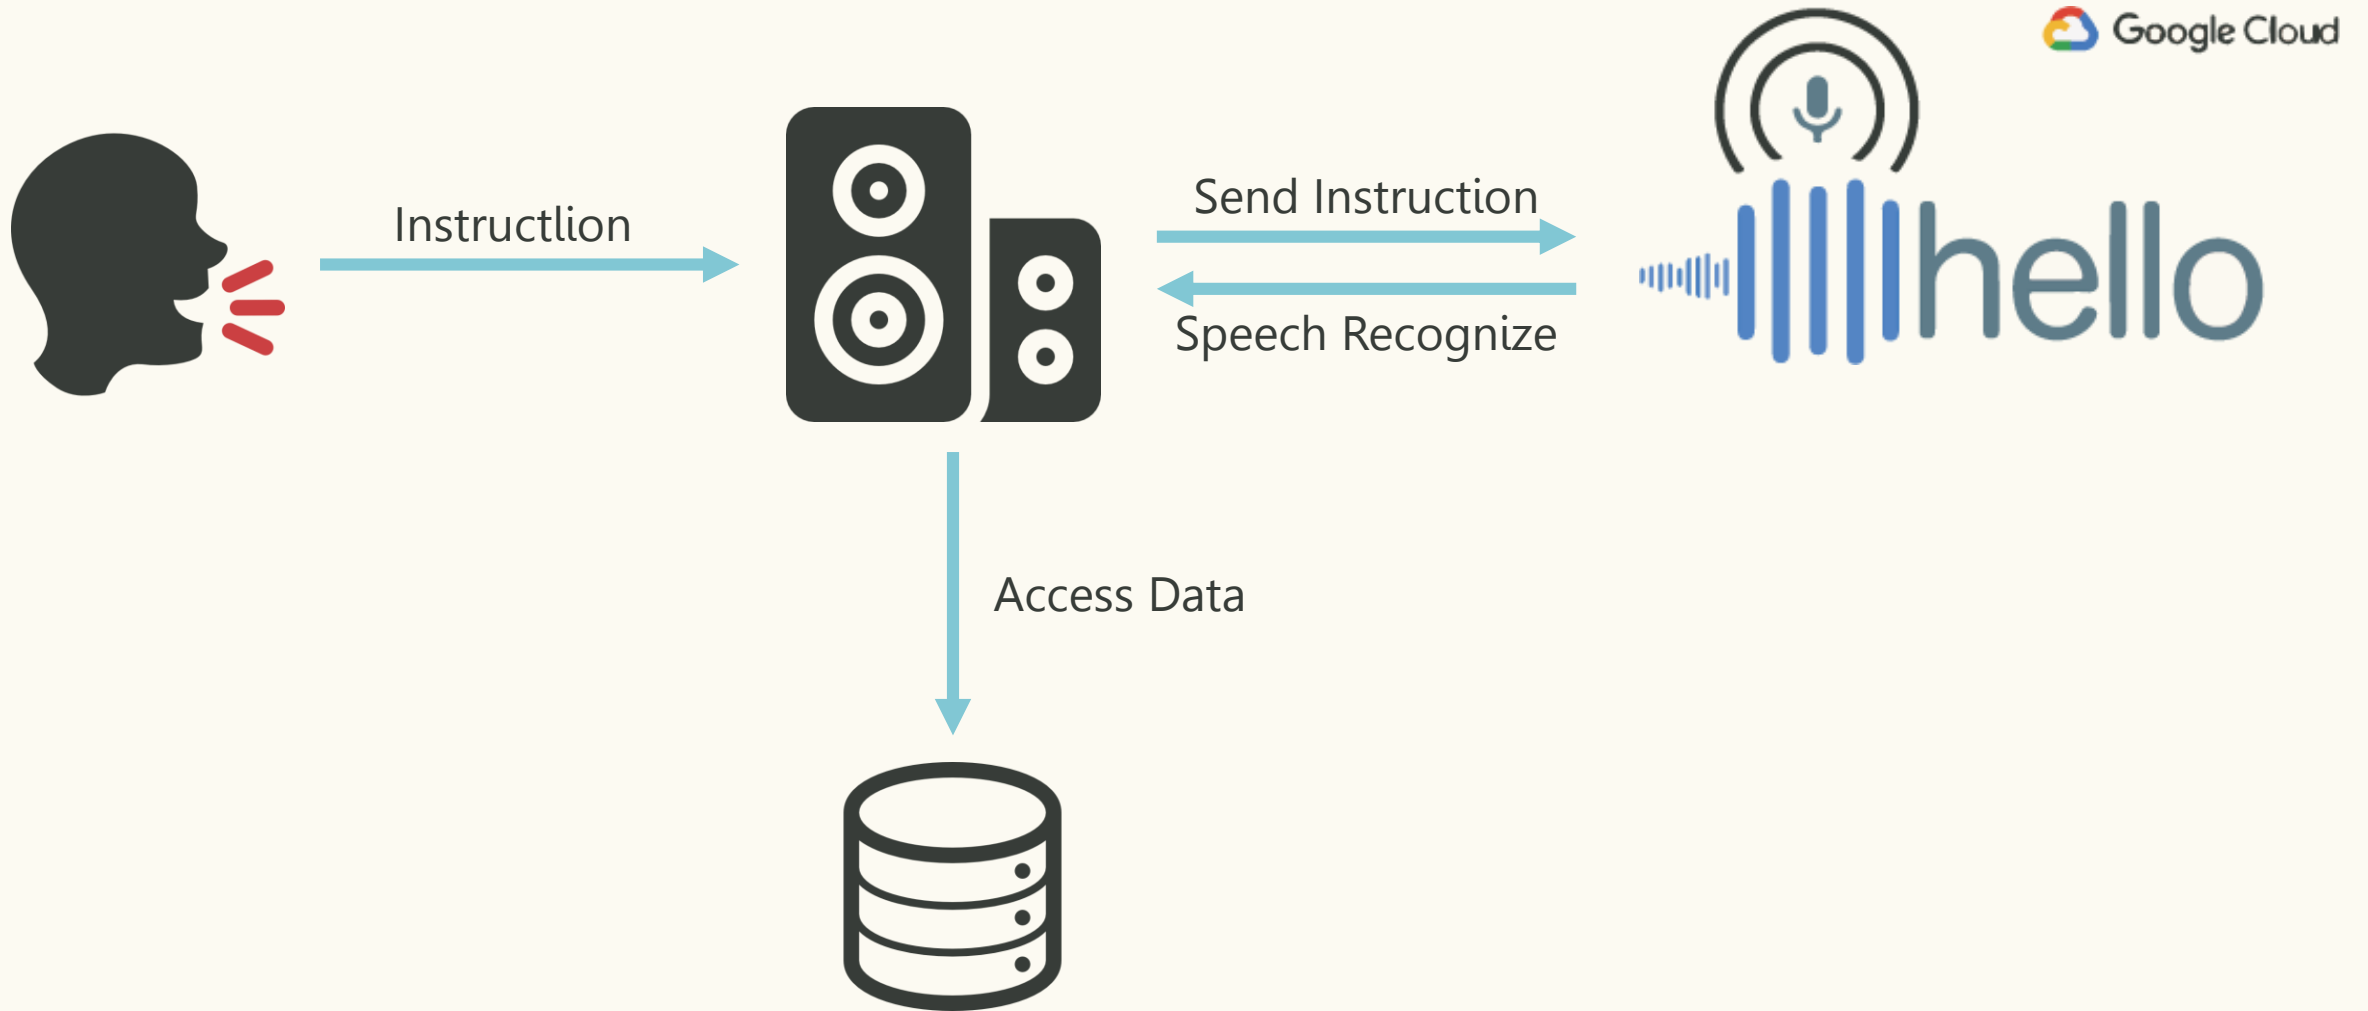 Google Cloud
Instructlion
Send Instruction
Speech Recognize
hello
Access Data